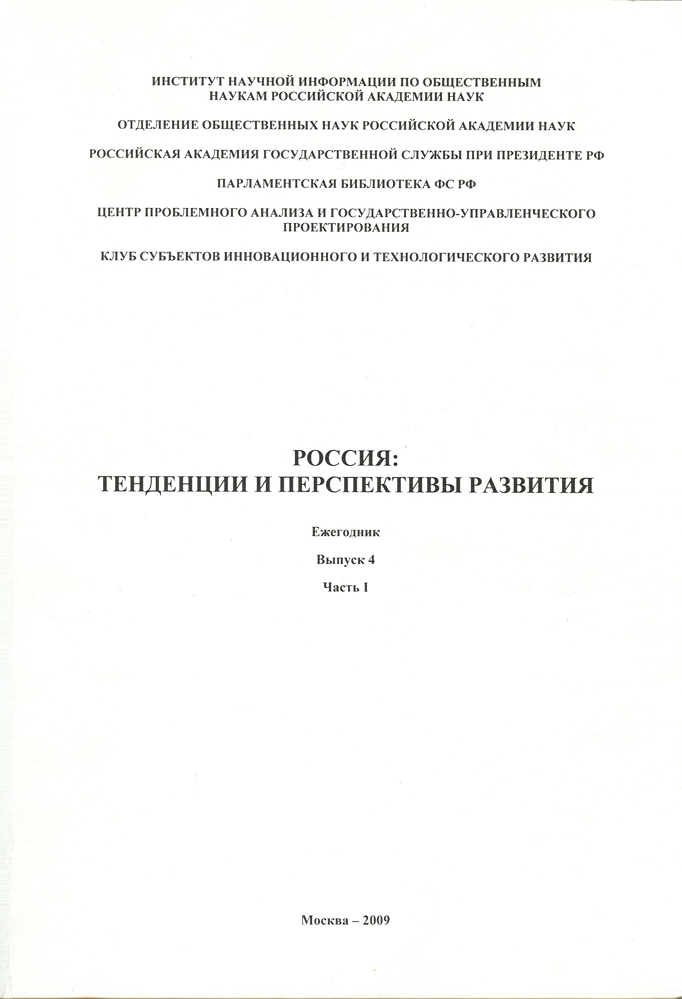 ИНСТИТУТ НАУЧНОЙ ИНФОРМАЦИИ ПО ОБЩЕСТВЕННЫМ
НАУКАМ РОССИЙСКОЙ АКАДЕМИИ НАУК
ОТДЕЛЕНИЕ ОБЩЕСТВЕННЫХ НАУК РОССИЙСКОЙ АКАДЕМИИ НАУК
РОССИЙСКАЯ АКАДЕМИЯ ГОСУДАРСТВЕННОЙ СЛУЖБЫ ПРИ ПРЕЗИДЕНТЕ РФ
ПАРЛАМЕНТСКАЯ БИБЛИОТЕКА ФС РФ
ЦЕНТР ПРОБЛЕМНОГО АНАЛИЗА И ГОСУДАРСТВЕННО-УПРАВЛЕНЧЕСКОГО
ПРОЕКТИРОВАНИЯ
КЛУБ СУБЪЕКТОВ ИННОВАЦИОННОГО И ТЕХНОЛОГИЧЕСКОГО РАЗВИТИЯ
РОССИЯ:
ТЕНДЕНЦИИ И ПЕРСПЕКТИВЫ РАЗВИТИЯ
Ежегодник
Выпуск 4
Часть I
Москва – 2009